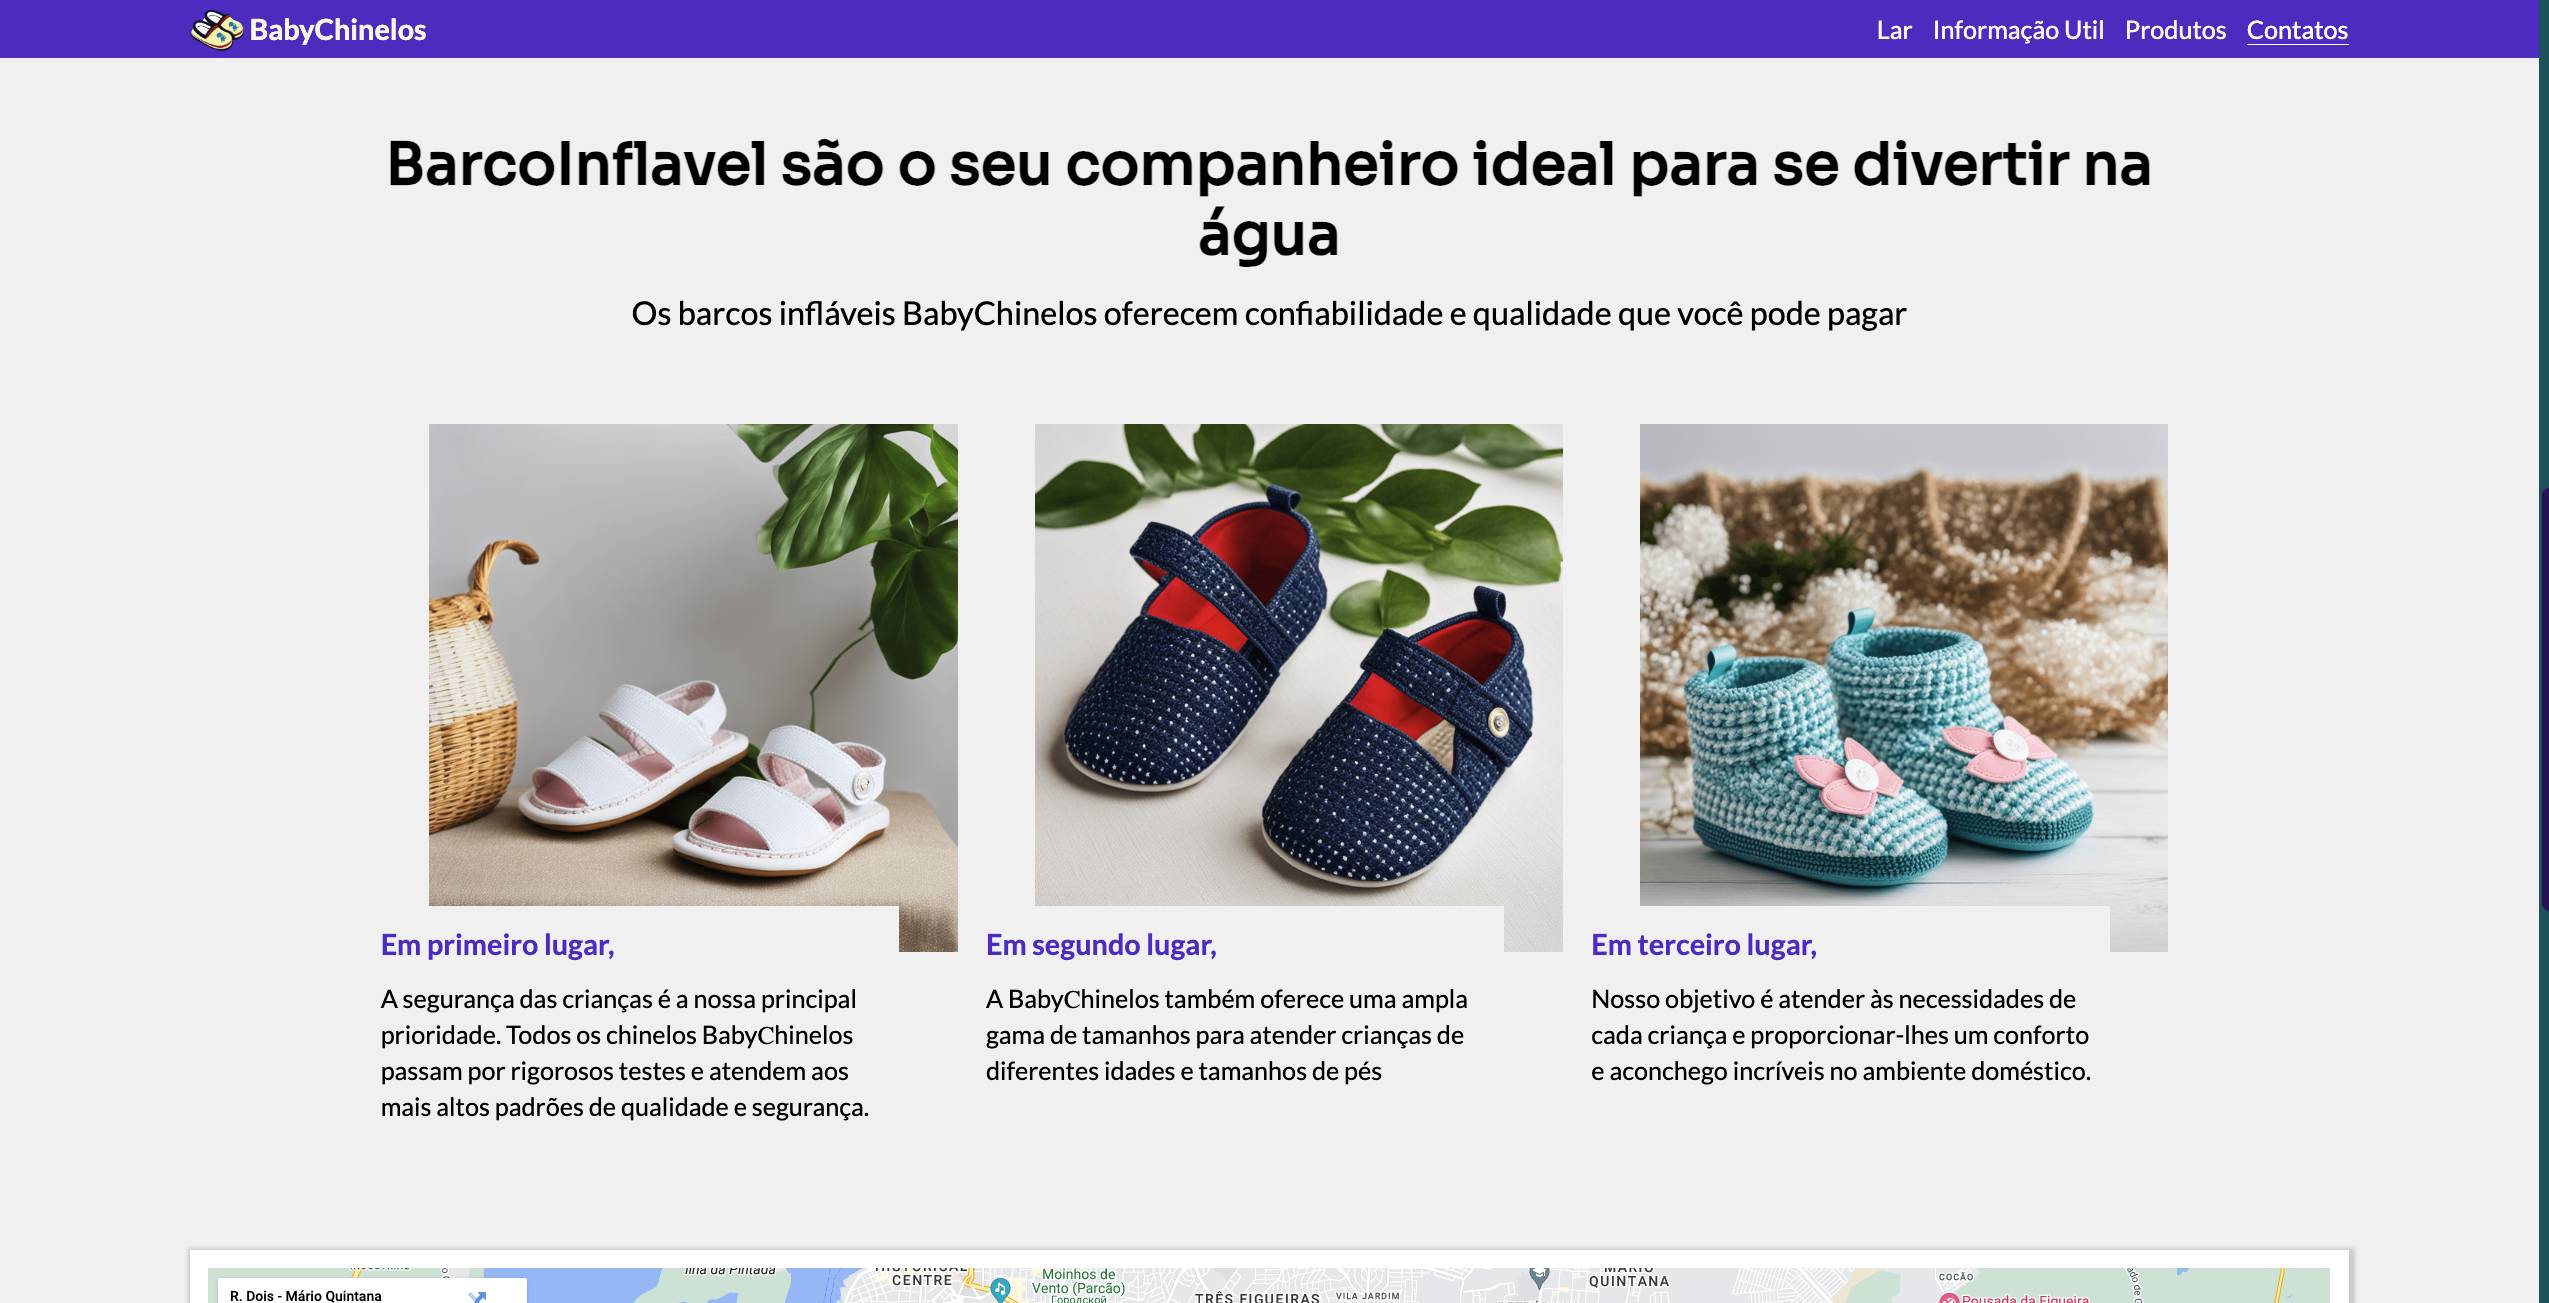 BabyChinelos
Lar Informação Util Produtos Contatos
BarcoInflavel são o seu companheiro ideal para se divertir na
água
Os barcos infláveis BabyChinelos oferecem confiabilidade e qualidade que você pode pagar
Em primeiro lugar,
A segurança das crianças é a nossa principal
prioridade. Todos os chinelos BabyChinelos
passam por rigorosos testes e atendem aos
mais altos padrões de qualidade e segurança.
Em segundo lugar,
A BabyChinelos também oferece uma ampla
gama de tamanhos para atender crianças de
diferentes idades e tamanhos de pés
Em terceiro lugar,
Nosso objetivo é atender às necessidades de
cada criança e proporcionar-lhes um conforto
e aconchego incríveis no ambiente doméstico.
R. Dois - Mário Quintana
Ilha da Pintada
HISTORICAL
CENTRE
Moinhos de
Vento (Parcão)
Городской
TRÊS FIGUEIRAS
VILA JARDIM
MÁRIO
QUINTANA
COCÃO
Pousada da Figueira